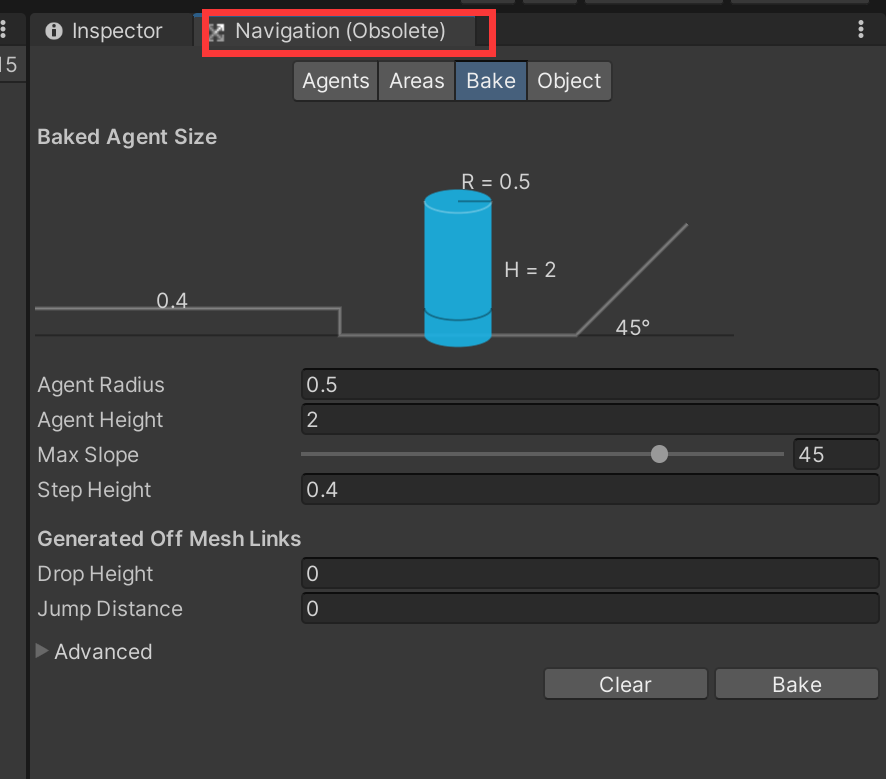 15
Inspector
Navigation (Obsolete)
Agents Areas Bake Object
Baked Agent Size
R = 0.5
H = 2
0.4
45°
Agent Radius 0.5
Agent Height 2
Max Slope 45
Step Height 0.4
Generated Off Mesh Links
Drop Height 0
Jump Distance 0
Advanced
Clear Bake